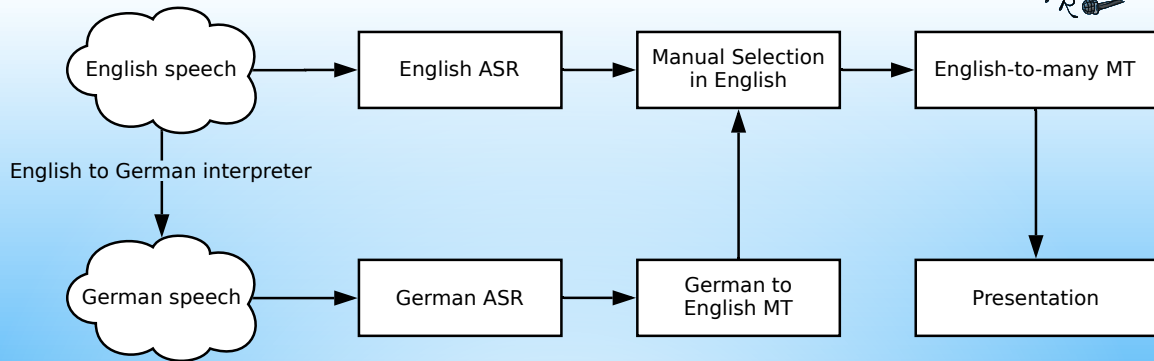 English speech
English ASR
Manual Selection
in English
English-to-many MT
English to German interpreter
German speech
German ASR
German to
English MT
Presentation